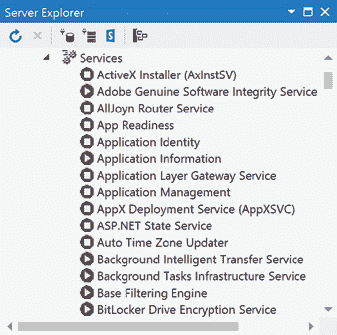 Server Explorer
Services
ActiveX Installer (AxInstSV)
Adobe Genuine Software Integrity Service
AllJoyn Router Service
App Readiness
Application Identity
Application Information
Application Layer Gateway Service
Application Management
AppX Deployment Service (AppXSVC)
ASP.NET State Service
Auto Time Zone Updater
Background Intelligent Transfer Service
Background Tasks Infrastructure Service
Base Filtering Engine
BitLocker Drive Encryption Service